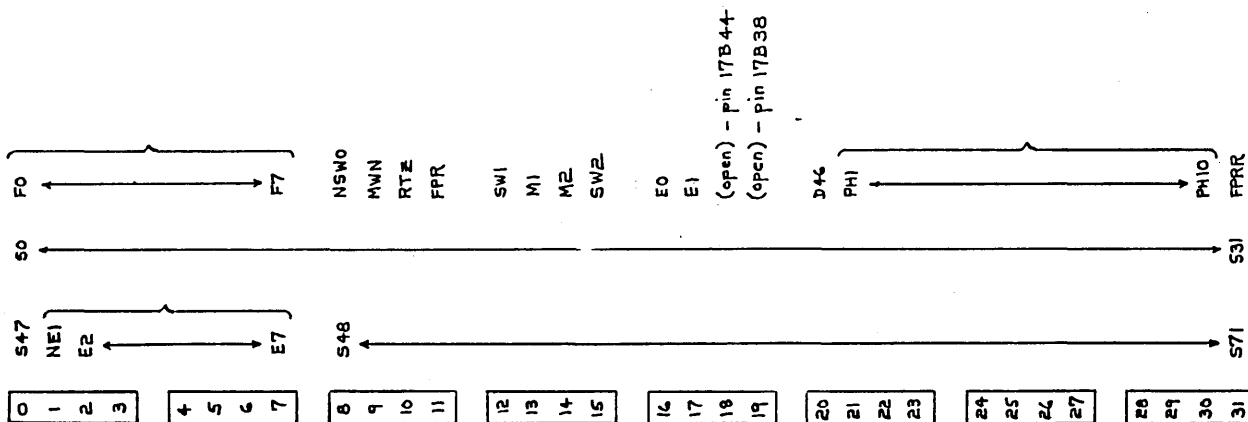 0 S47 S0 F0
1 NE1
2 E2
3
4
5
6
7 E7 F7
8 S48 NSW0
9 MWN
10 RTZ
11 FPR
12 SW1
13 M1
14 M2
15 SW2
16 E0
17 E1
18 (open) - pin 17B44
19 (open) - pin 17B38
20 D46
21 PH1
22
23
24
25
26
27
28
29
30 PH10
31 S71 S31 FPRR